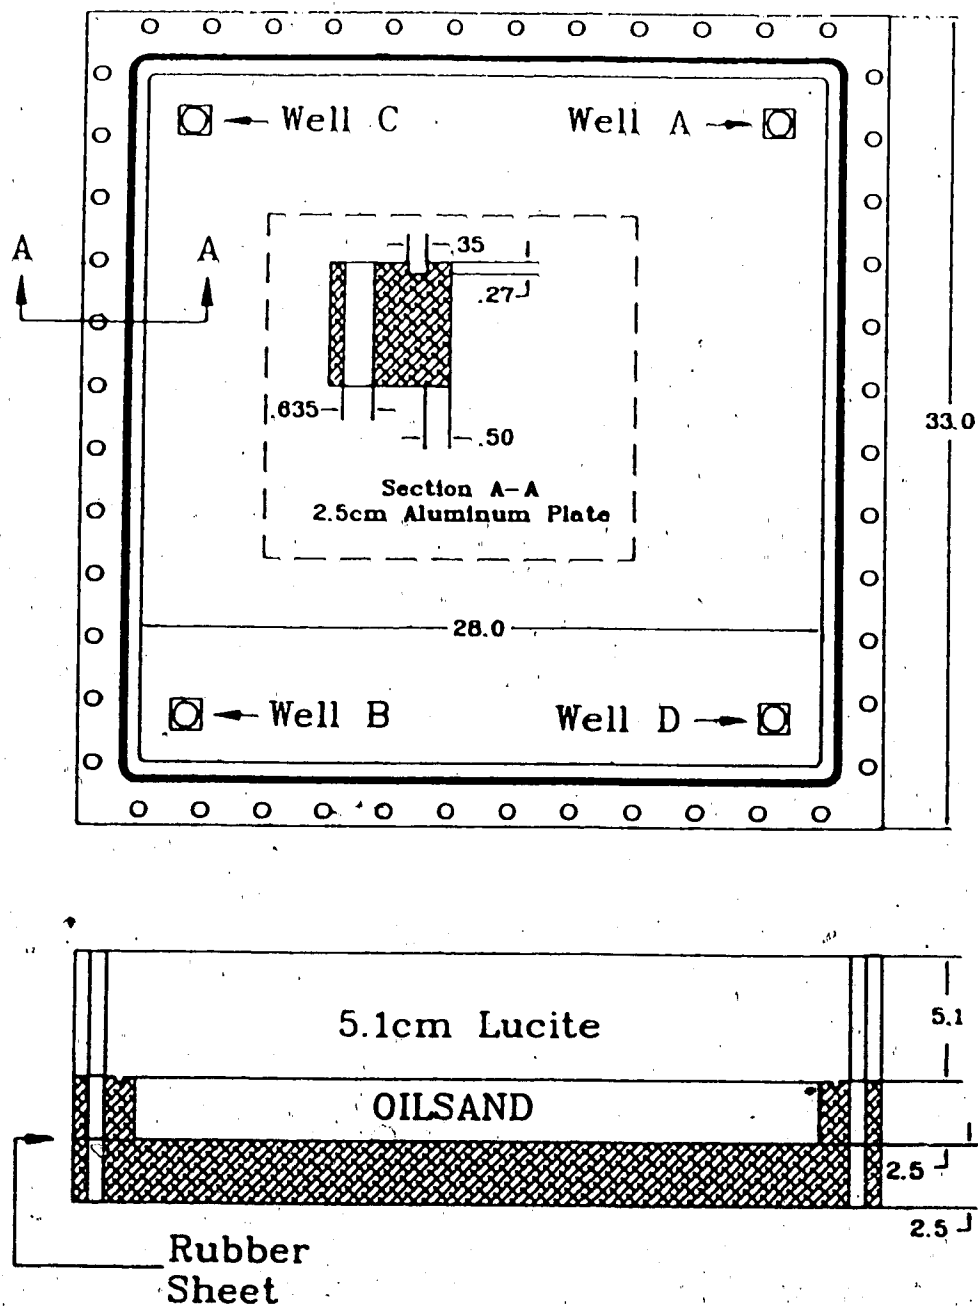 Well C
Well A
A
A
.35
.27
.635
.50
33.0
Section A-A
2.5cm Aluminum Plate
28.0
Well B
Well D
5.1cm Lucite
5.1
OILSAND
2.5
2.5
Rubber
Sheet